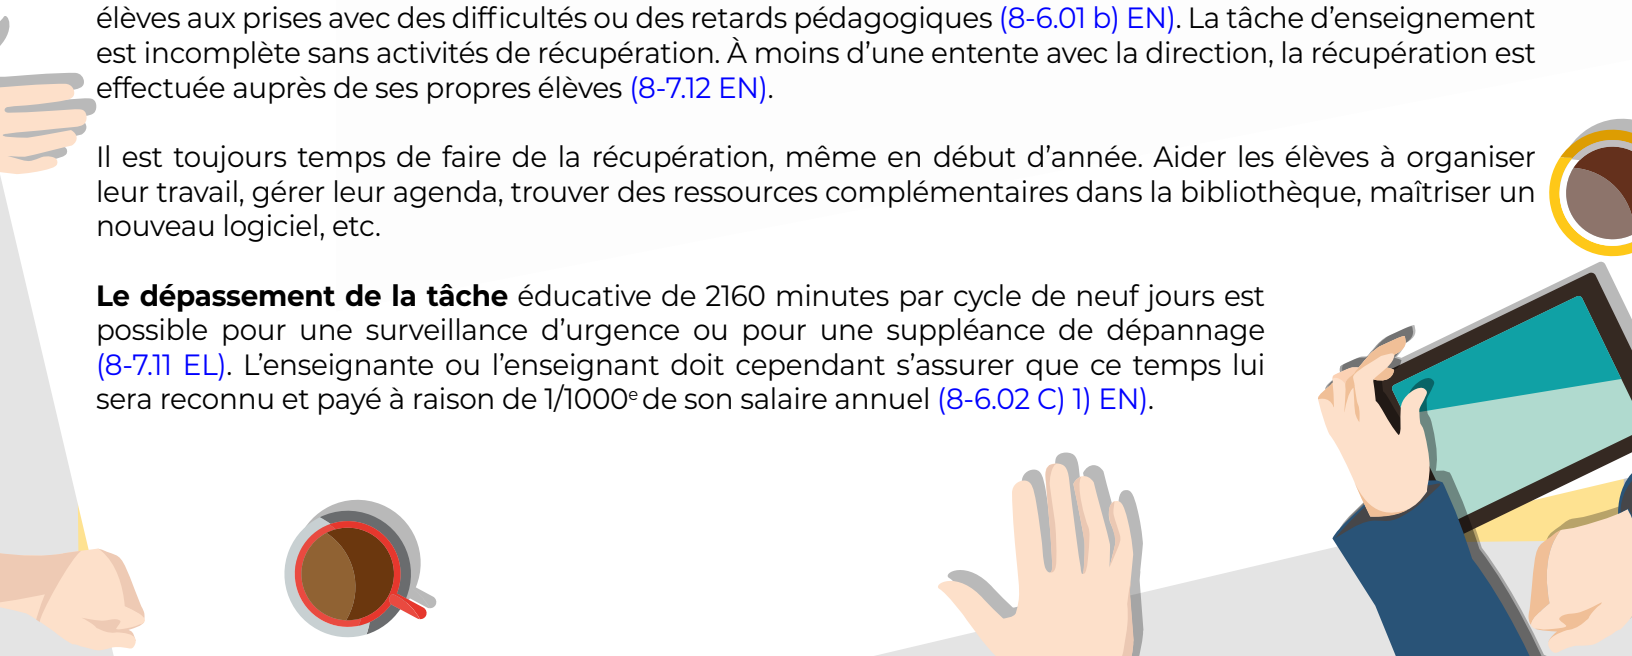 élèves aux prises avec des difficultés ou des retards pédagogiques (8-6.01 b) EN). La tâche d’enseignement
est incomplète sans activités de récupération. À moins d’une entente avec la direction, la récupération est
effectuée auprès de ses propres élèves (8-7.12 EN).
Il est toujours temps de faire de la récupération, même en début d’année. Aider les élèves à organiser
leur travail, gérer leur agenda, trouver des ressources complémentaires dans la bibliothèque, maîtriser un
nouveau logiciel, etc.
Le dépassement de la tâche éducative de 2160 minutes par cycle de neuf jours est
possible pour une surveillance d’urgence ou pour une suppléance de dépannage
(8-7.11 EL). L’enseignante ou l’enseignant doit cependant s’assurer que ce temps lui
sera reconnu et payé à raison de 1/1000e de son salaire annuel (8-6.02 C) 1) EN).